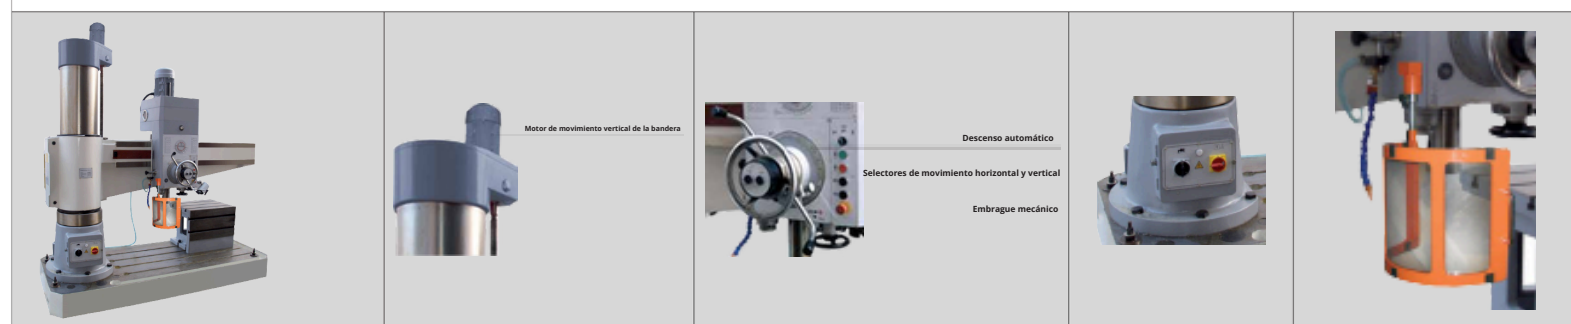 Motor de movimiento vertical de la bandera
Descenso automático
Selectores de movimiento horizontal y vertical
Embrague mecánico